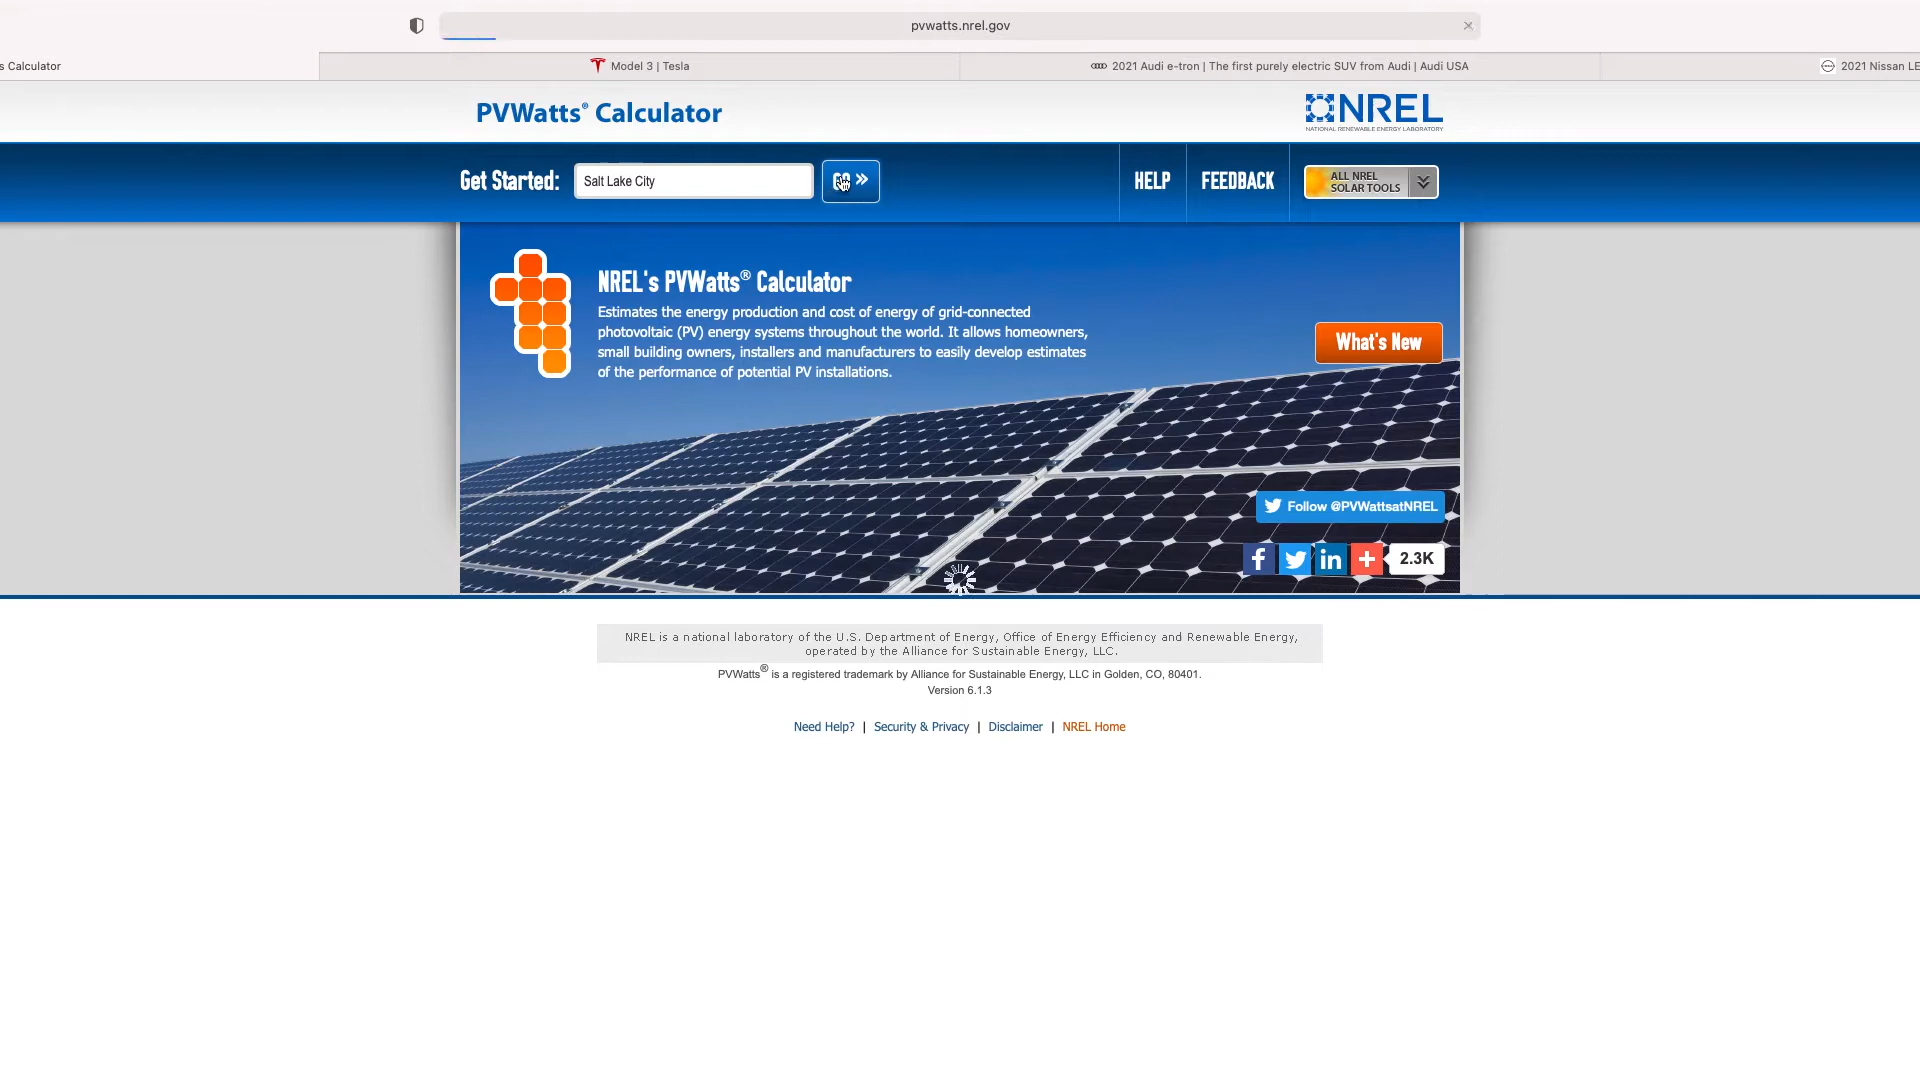 pvwatts.nrel.gov
s Calculator
Model 3 | Tesla
2021 Audi e-tron | The first purely electric SUV from Audi | Audi USA
2021 Nissan LE
PVWatts® Calculator
NREL
NATIONAL RENEWABLE ENERGY LABORATORY
Get Started:
Salt Lake City
GO »
HELP
FEEDBACK
ALL NREL
SOLAR TOOLS
NREL's PVWatts® Calculator
Estimates the energy production and cost of energy of grid-connected
photovoltaic (PV) energy systems throughout the world. It allows homeowners,
small building owners, installers and manufacturers to easily develop estimates
of the performance of potential PV installations.
What's New
Follow @PVWattsatNREL
2.3K
NREL is a national laboratory of the U.S. Department of Energy, Office of Energy Efficiency and Renewable Energy,
operated by the Alliance for Sustainable Energy, LLC.
PVWatts® is a registered trademark by Alliance for Sustainable Energy, LLC in Golden, CO, 80401.
Version 6.1.3
Need Help? | Security & Privacy | Disclaimer | NREL Home